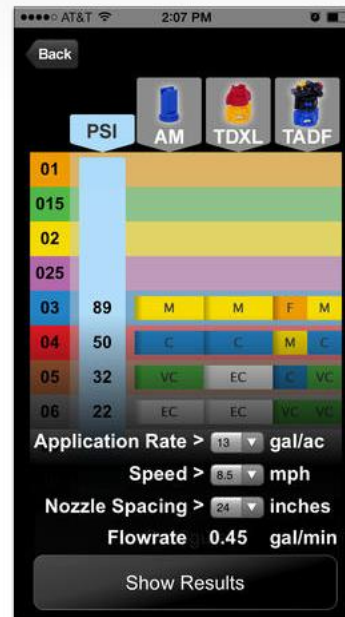 AT&T 2:07 PM
Back
PSI AM TDXL TADF
01
015
02
025
03 89 M M F M
04 50 C C M C
05 32 VC EC C VC
06 22 EC EC VC VC
Application Rate > 13 gal/ac
Speed > 8.5 mph
Nozzle Spacing > 24 inches
Flowrate 0.45 gal/min
Show Results